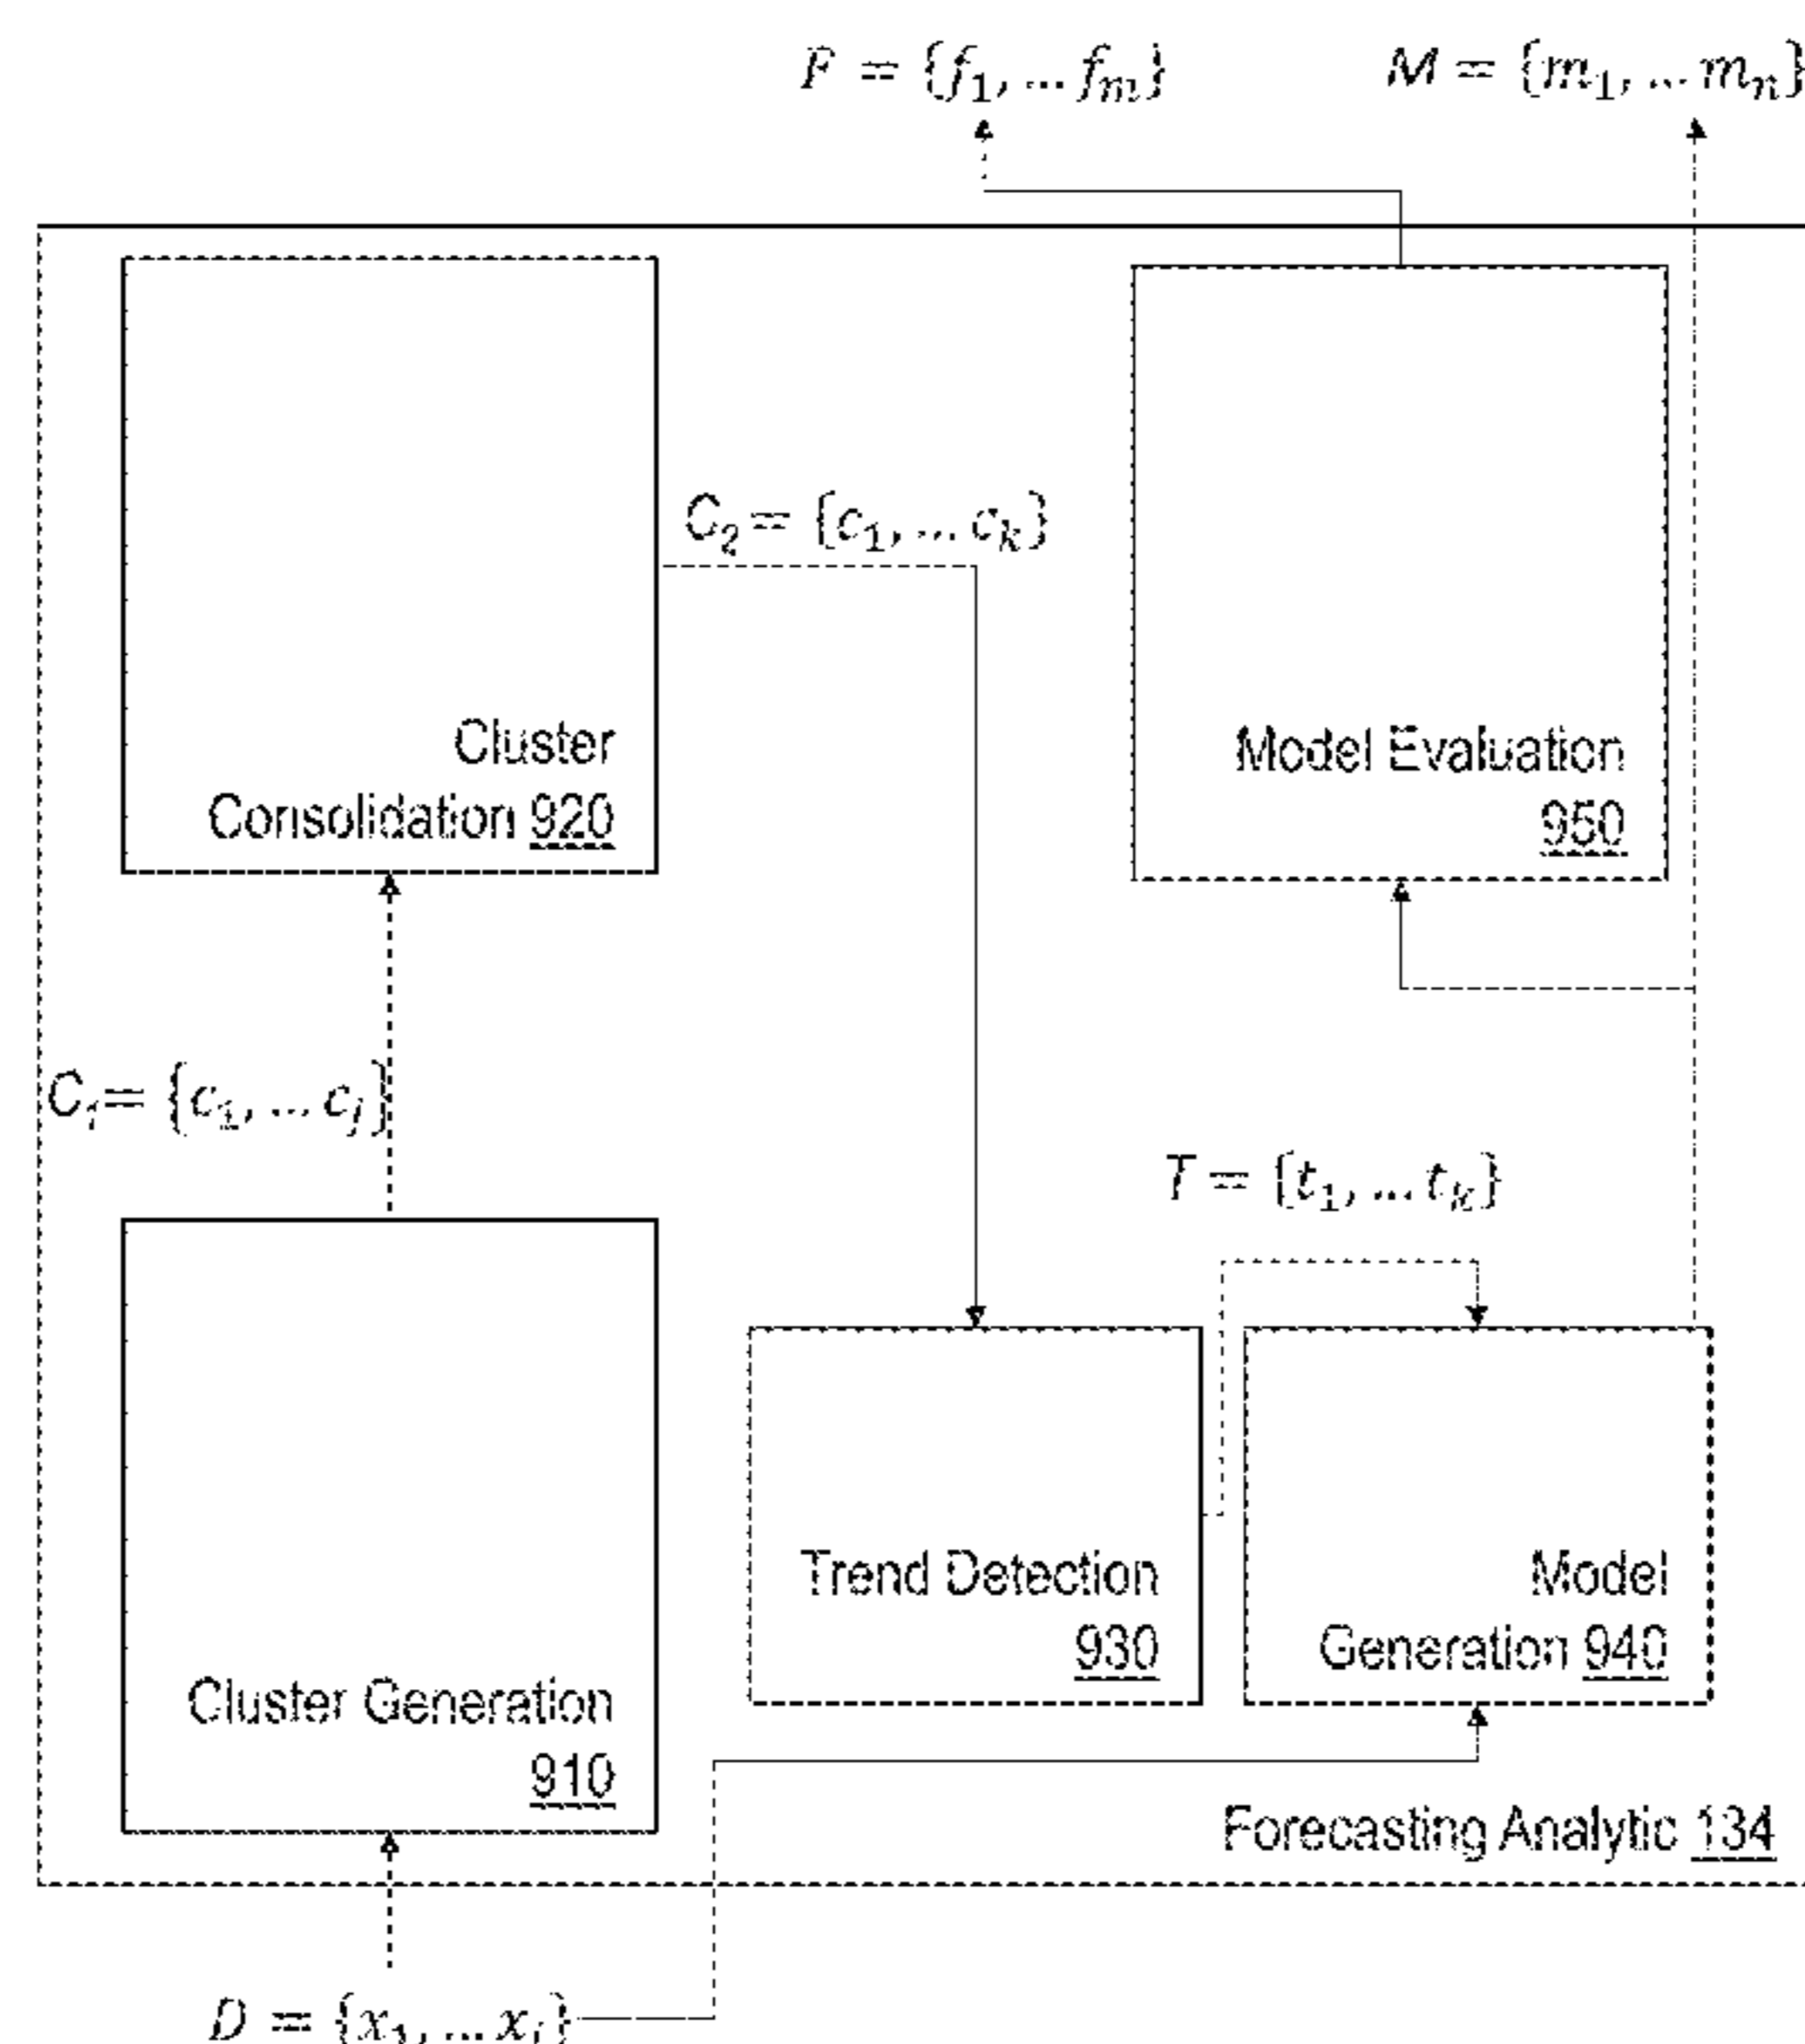 F = {f₁, ... fₘ}
M = {m₁, ... mₙ}
Cluster
Consolidation 920
C₂ = {c₁, ... cₖ}
Model Evaluation
950
C₁ = {c₁, ... cⱼ}
T = {t₁, ... tₖ}
Cluster Generation
910
Trend Detection
930
Model
Generation 940
Forecasting Analytic 134
D = {x₁, ... xᵢ}